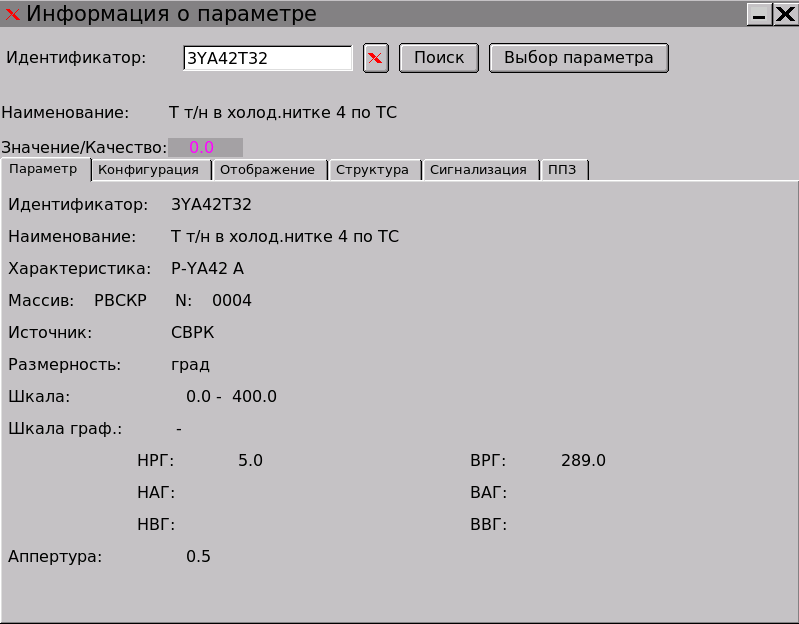 Информация о параметре
Идентификатор: 3YA42T32 Поиск Выбор параметра
Наименование: Т т/н в холод.нитке 4 по ТС
Значение/Качество: 0.0
Параметр Конфигурация Отображение Структура Сигнализация ППЗ
Идентификатор: 3YA42T32
Наименование: Т т/н в холод.нитке 4 по ТС
Характеристика: Р-YA42 А
Массив: РВСКР N: 0004
Источник: СВРК
Размерность: град
Шкала: 0.0 - 400.0
Шкала граф.: -
НРГ: 5.0 ВРГ: 289.0
НАГ: ВАГ:
НВГ: ВВГ:
Аппертура: 0.5